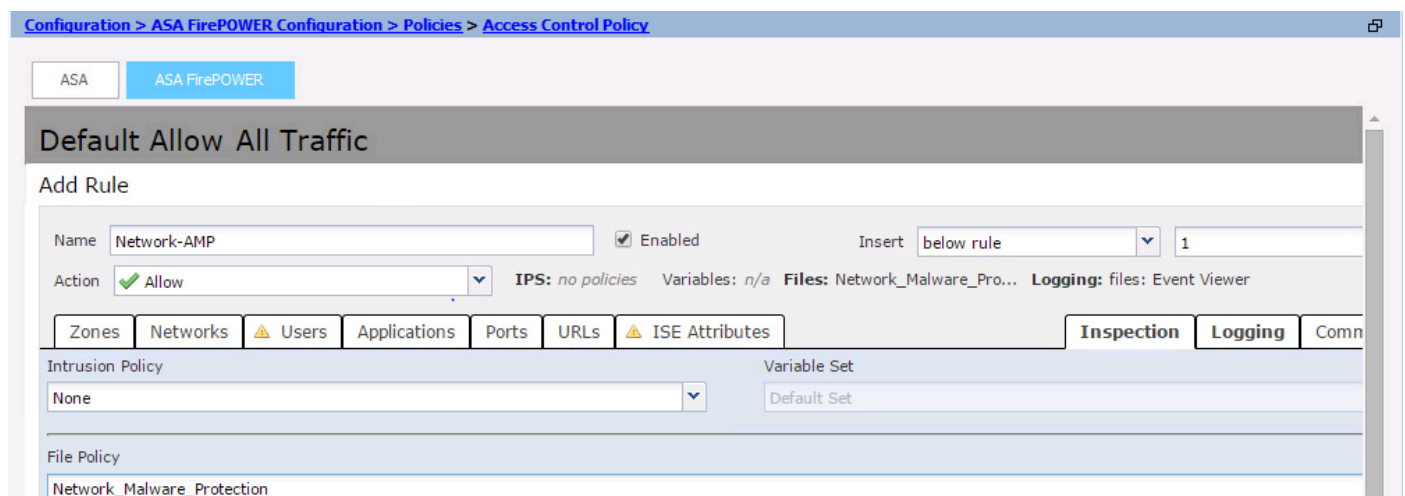 Configuration > ASA FirePOWER Configuration > Policies > Access Control Policy
ASA ASA FirePOWER
Default Allow All Traffic
Add Rule
Name Network-AMP Enabled Insert below rule 1
Action Allow IPS: no policies Variables: n/a Files: Network_Malware_Pro... Logging: files: Event Viewer
Zones Networks Users Applications Ports URLs ISE Attributes Inspection Logging Comm
Intrusion Policy Variable Set
None Default Set
File Policy
Network_Malware_Protection